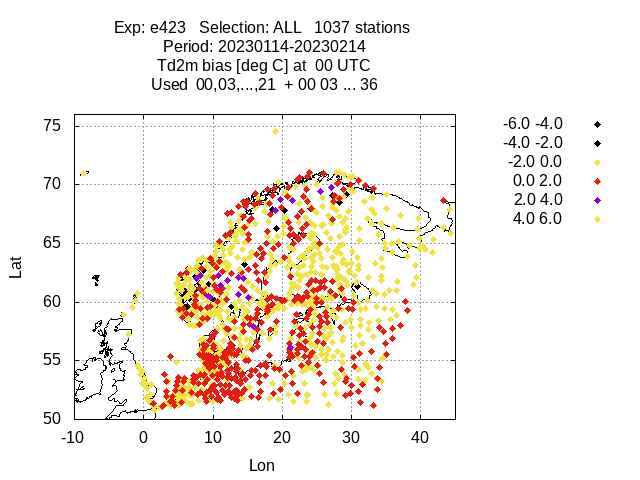 Exp: e423 Selection: ALL 1037 stations
Period: 20230114-20230214
Td2m bias [deg C] at 00 UTC
Used 00,03,...,21 + 00 03 ... 36
-6.0 -4.0
-4.0 -2.0
-2.0 0.0
0.0 2.0
2.0 4.0
4.0 6.0
75
70
65
60
55
50
Lat
-10 0 10 20 30 40
Lon